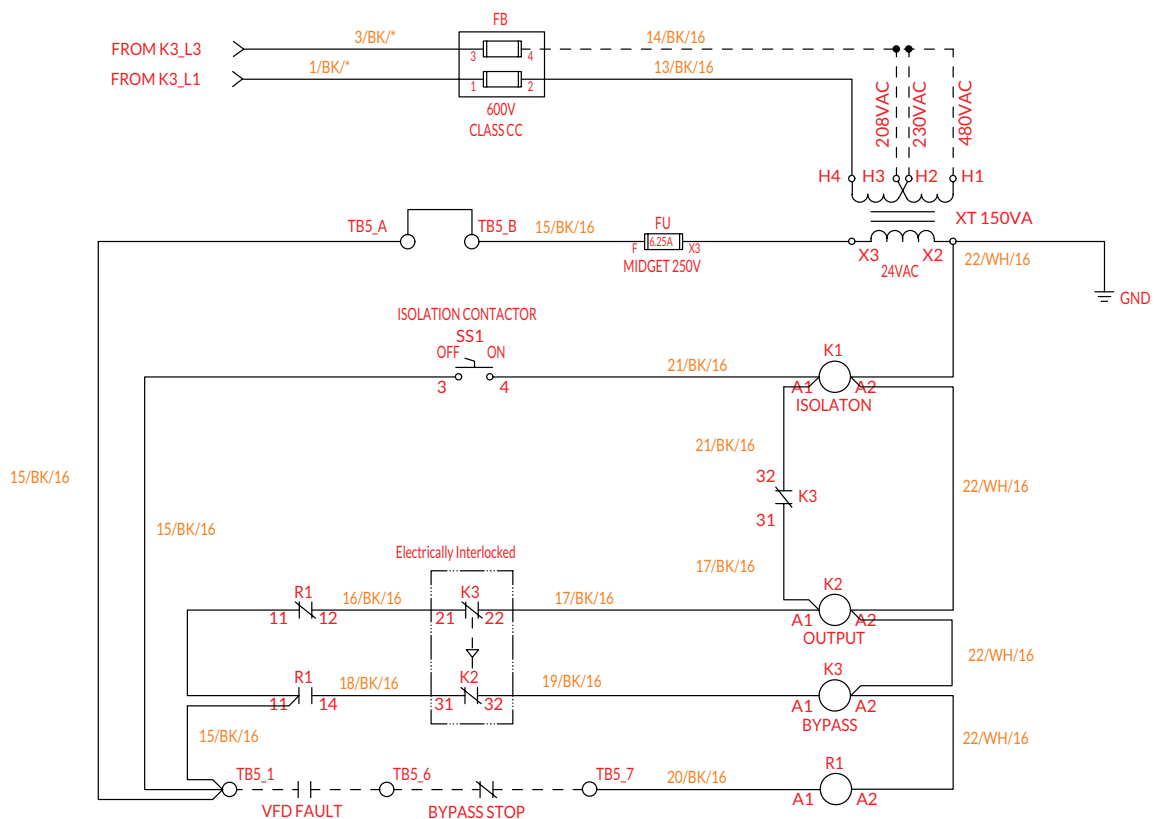 FB
FROM K3_L3
3/BK/*
3
4
14/BK/16
FROM K3_L1
1/BK/*
1
2
13/BK/16
600V
CLASS CC
208VAC
230VAC
480VAC
H4
H3
H2
H1
XT 150VA
TB5_A
TB5_B
15/BK/16
FU
F
6.25A
X3
MIDGET 250V
X3
X2
24VAC
22/WH/16
GND
ISOLATION CONTACTOR
SS1
OFF
ON
3
4
21/BK/16
K1
A1
A2
ISOLATON
21/BK/16
15/BK/16
32
K3
31
22/WH/16
15/BK/16
Electrically Interlocked
17/BK/16
R1
11
12
16/BK/16
K3
21
22
17/BK/16
K2
A1
A2
OUTPUT
22/WH/16
R1
11
14
18/BK/16
K2
31
32
19/BK/16
K3
A1
A2
BYPASS
15/BK/16
22/WH/16
TB5_1
VFD FAULT
TB5_6
BYPASS STOP
TB5_7
20/BK/16
R1
A1
A2